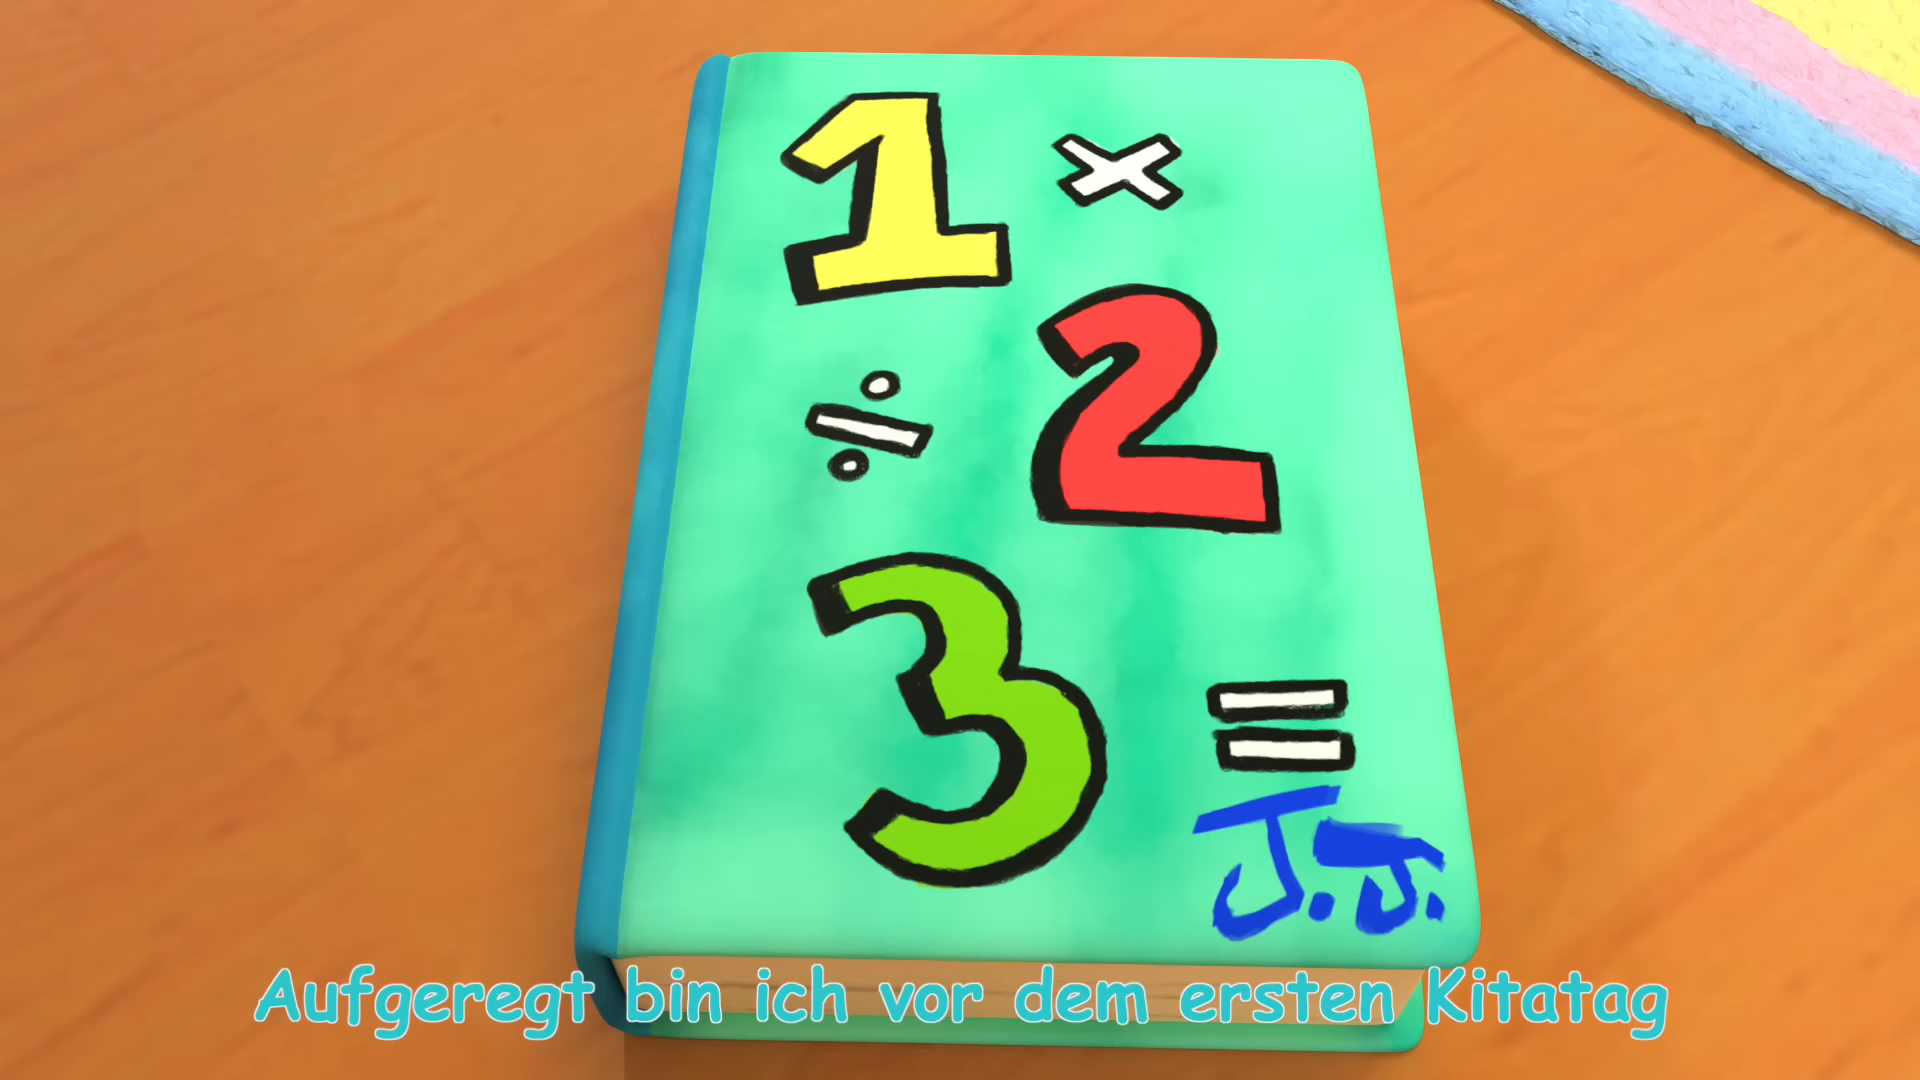 1 ×
÷ 2
3 =
J.J.
Aufgeregt bin ich vor dem ersten Kitatag